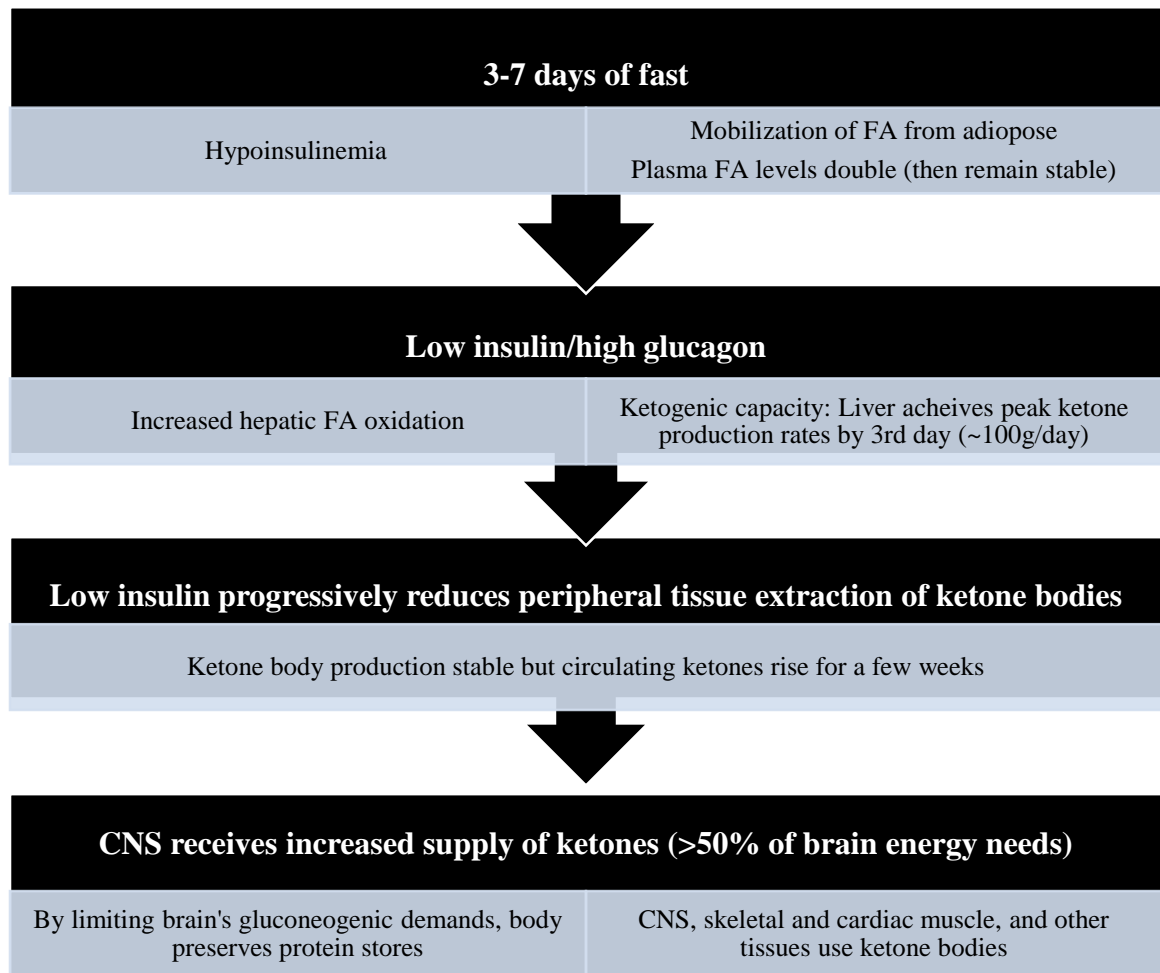 3-7 days of fast
Hypoinsulinemia
Mobilization of FA from adiopose
Plasma FA levels double (then remain stable)
Low insulin/high glucagon
Increased hepatic FA oxidation
Ketogenic capacity: Liver acheives peak ketone
production rates by 3rd day (~100g/day)
Low insulin progressively reduces peripheral tissue extraction of ketone bodies
Ketone body production stable but circulating ketones rise for a few weeks
CNS receives increased supply of ketones (>50% of brain energy needs)
By limiting brain's gluconeogenic demands, body
preserves protein stores
CNS, skeletal and cardiac muscle, and other
tissues use ketone bodies